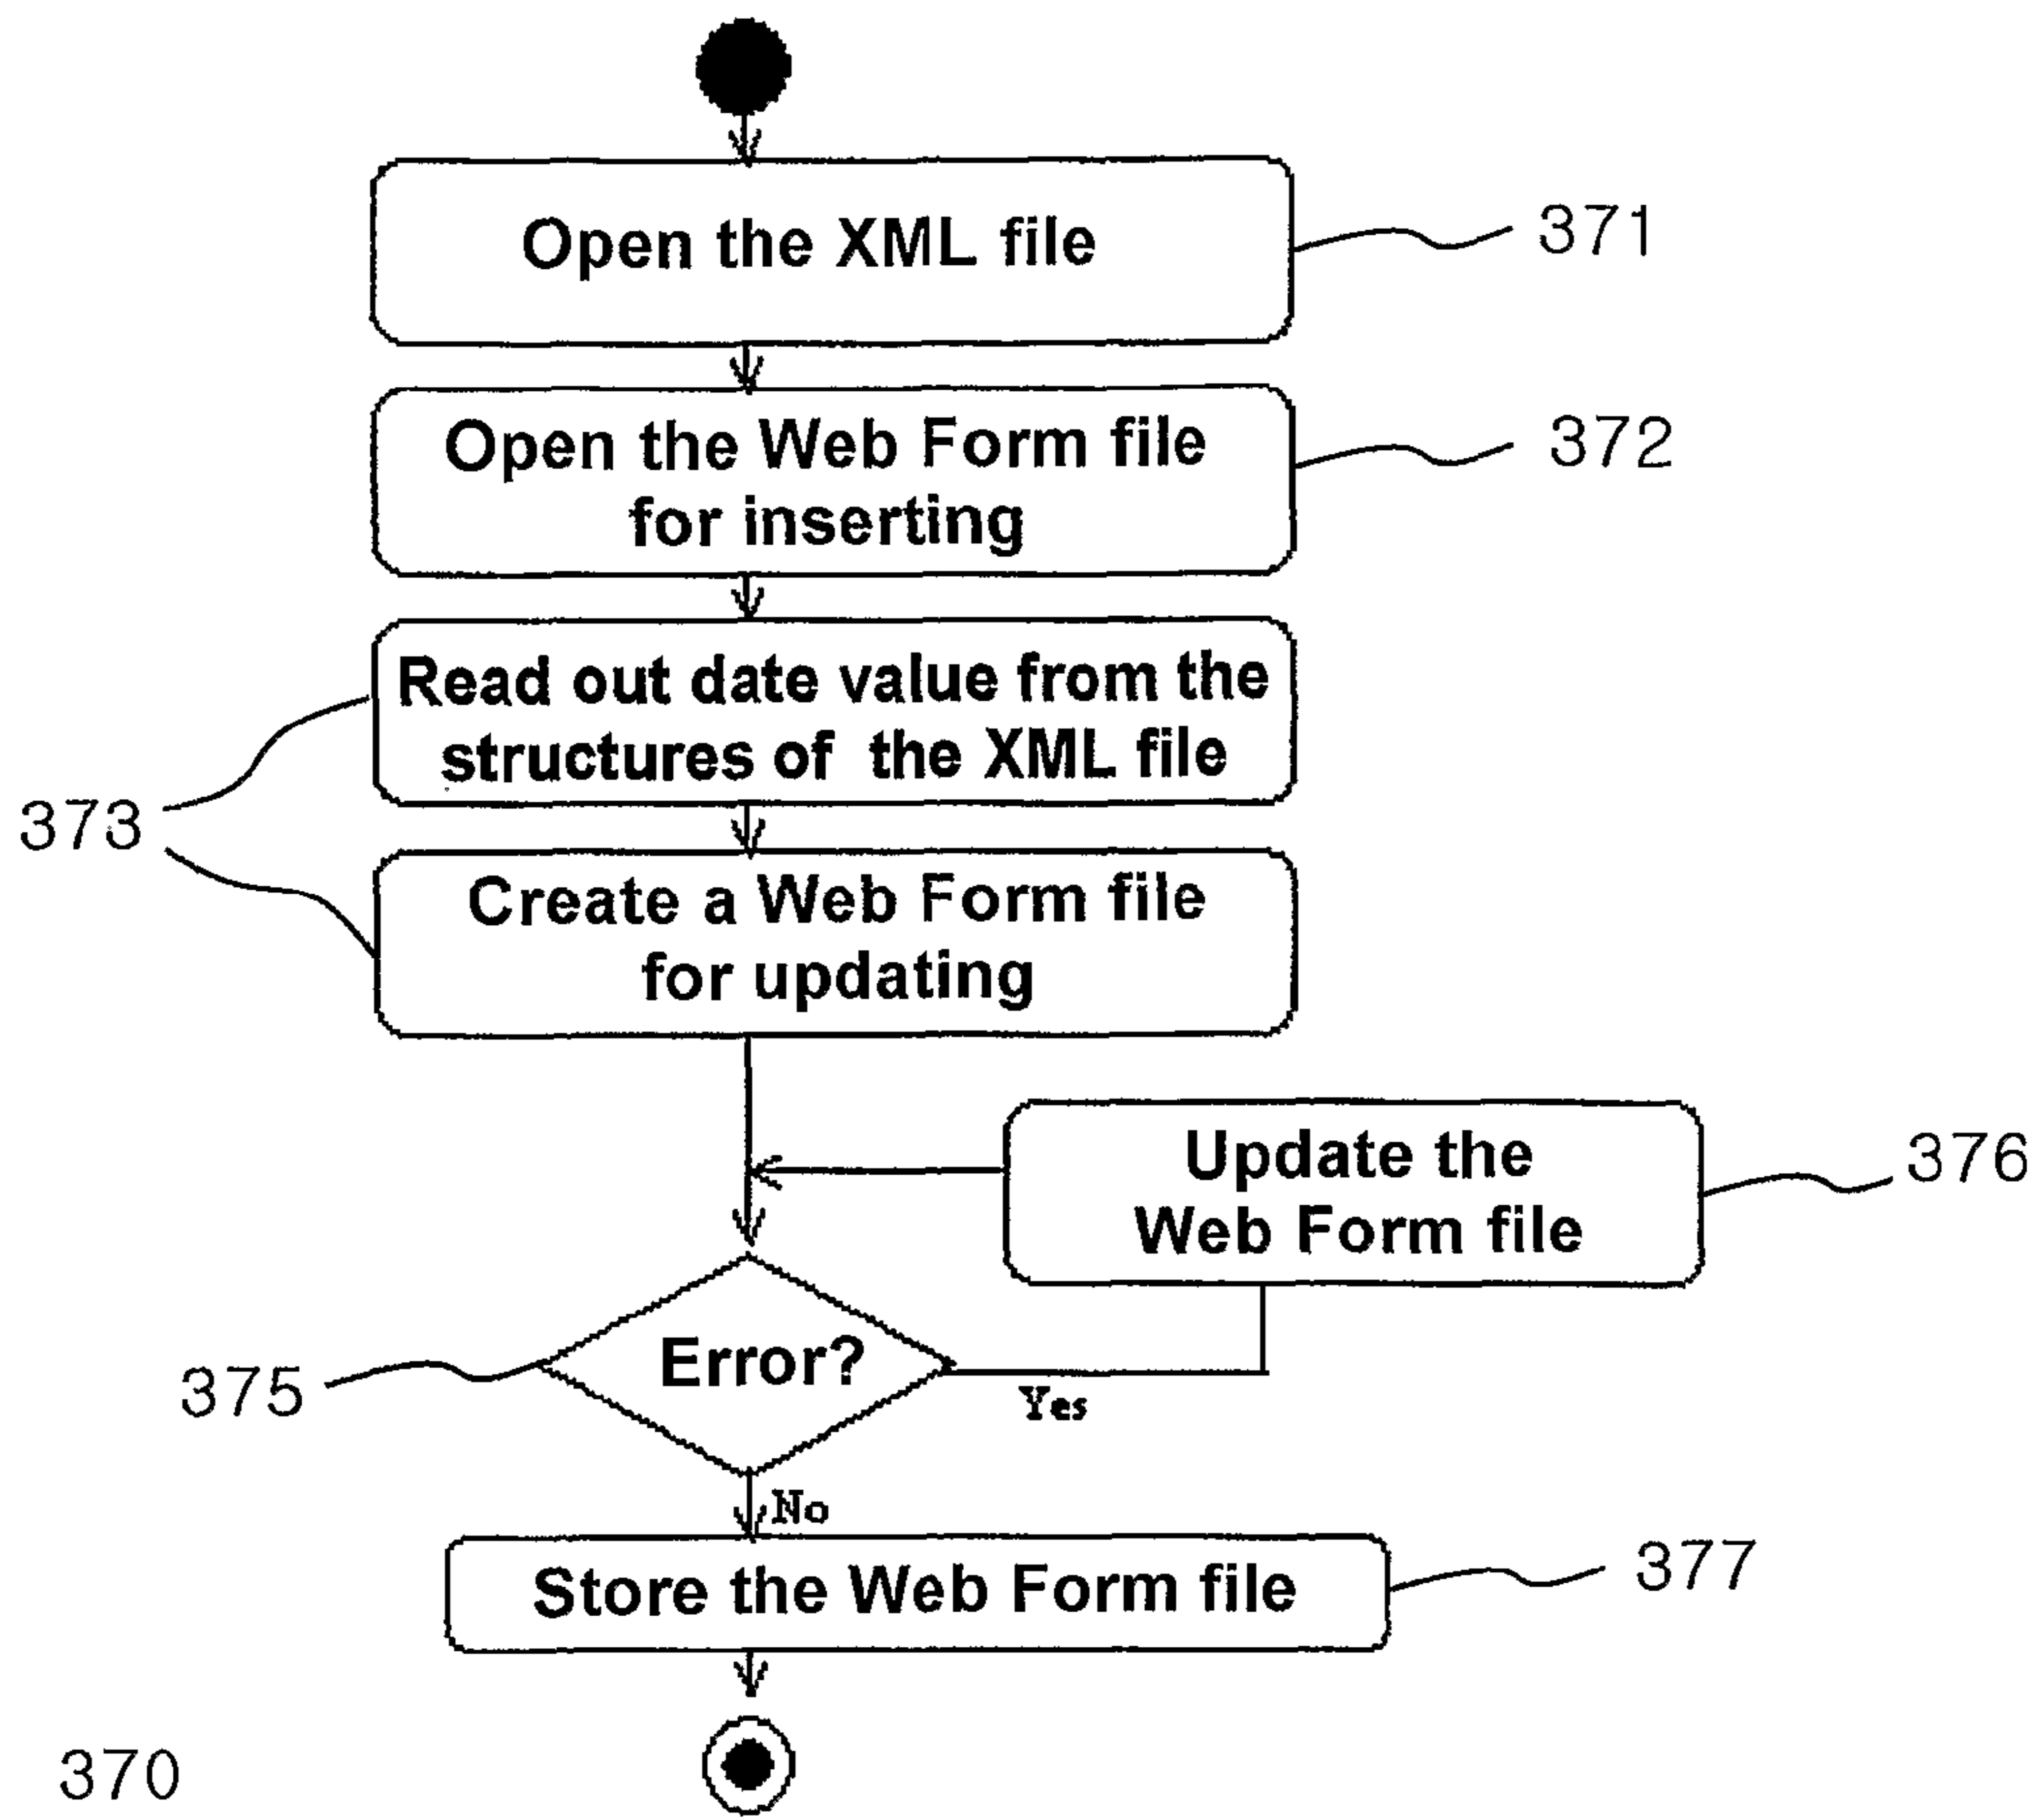 Open the XML file
371
Open the Web Form file
for inserting
372
Read out date value from the
structures of the XML file
373
Create a Web Form file
for updating
Update the
Web Form file
376
Error?
375
Yes
No
Store the Web Form file
377
370